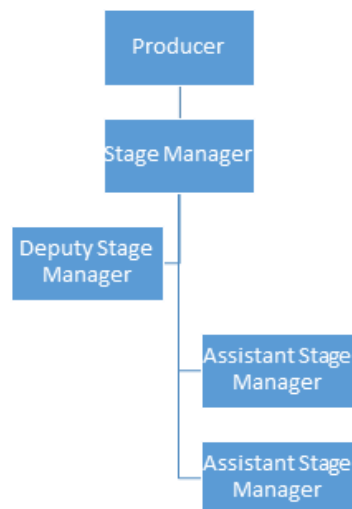 Producer
Stage Manager
Deputy Stage
Manager
Assistant Stage
Manager
Assistant Stage
Manager